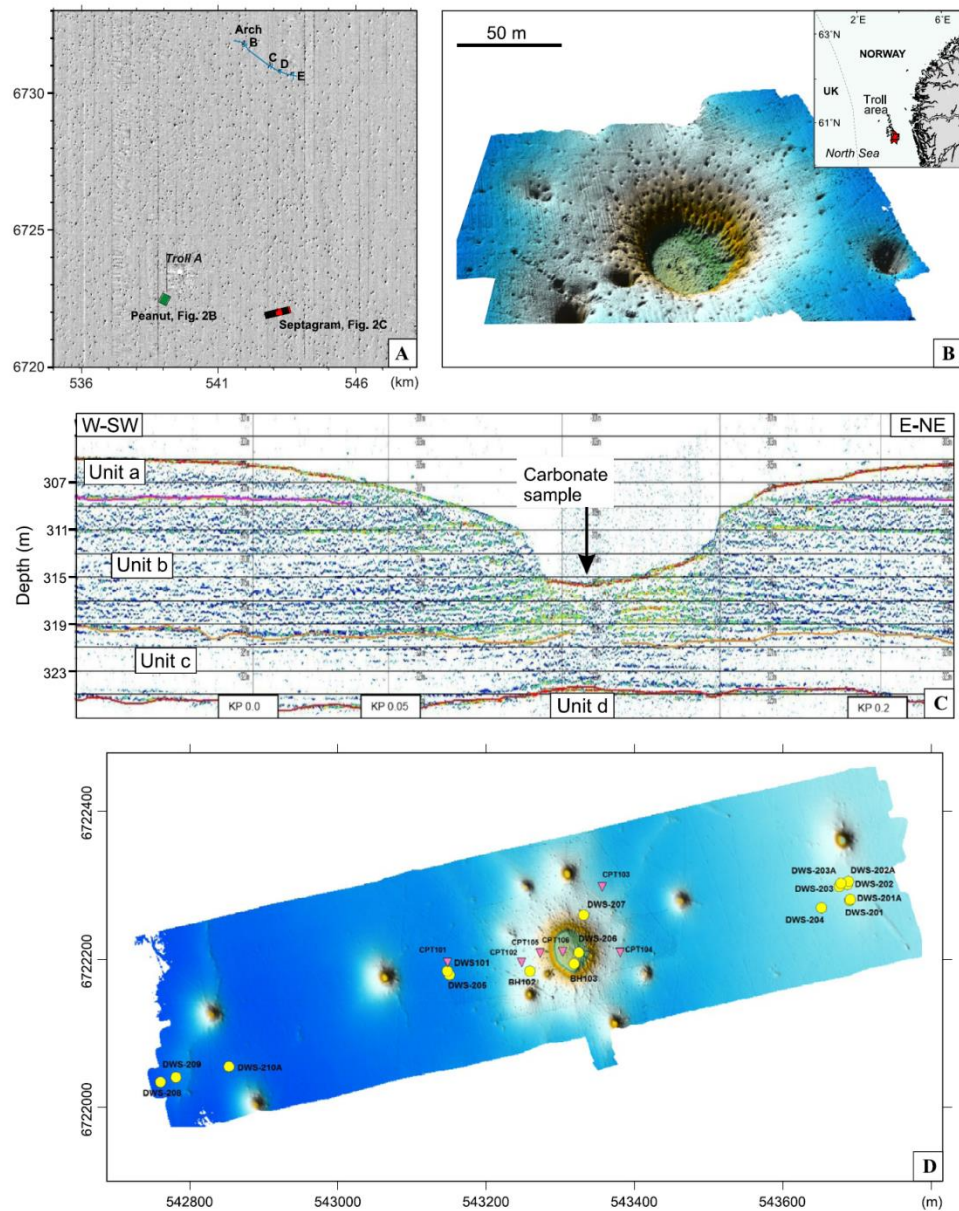 Arch
B
C
D
E
6730
6725
6720
Troll A
Peanut, Fig. 2B
Septagram, Fig. 2C
A
536
541
546
(km)
50 m
2°E
6°E
63°N
NORWAY
UK
Troll
area
61°N
North Sea
B
W-SW
E-NE
Unit a
Carbonate
sample
307
311
Depth (m)
Unit b
315
319
Unit c
323
KP 0.0
KP 0.05
Unit d
KP 0.2
C
6722400
6722200
6722000
CPT103
DWS-207
DWS-203A
DWS-202A
DWS-203
DWS-202
DWS-201A
DWS-204
DWS-201
CPT105
CPT106
DWS-206
CPT101
CPT102
CPT104
DWS101
DWS-205
BH102
BH103
DWS-209
DWS-210A
DWS-208
D
542800
543000
543200
543400
543600
(m)